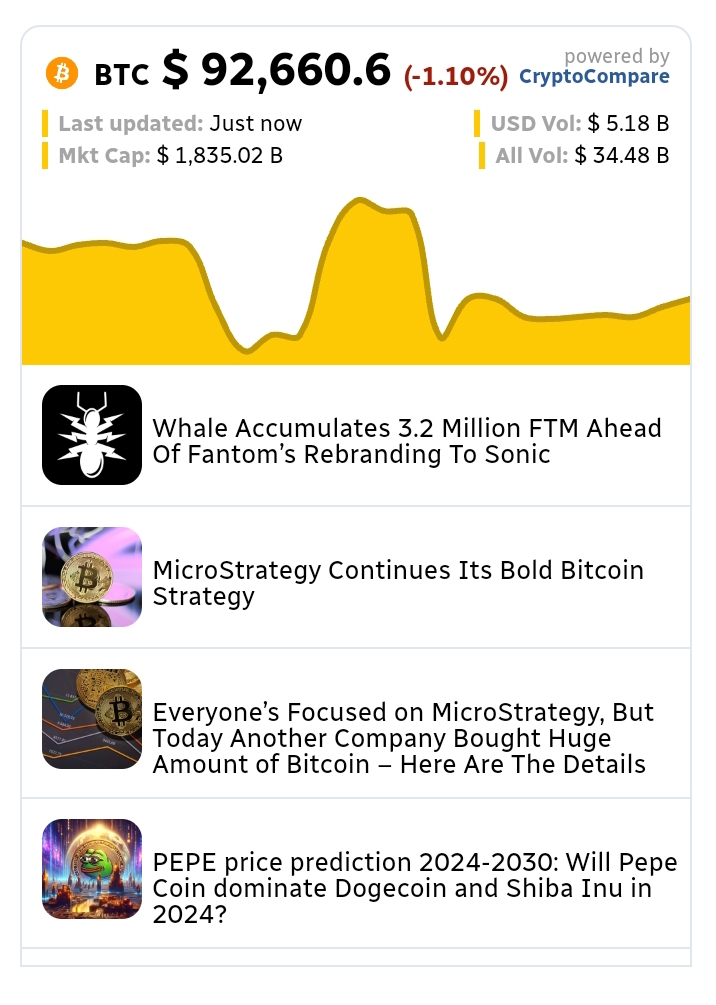 BTC $ 92,660.6 (-1.10%)
powered by
CryptoCompare
Last updated: Just now
USD Vol: $ 5.18 B
Mkt Cap: $ 1,835.02 B
All Vol: $ 34.48 B
Whale Accumulates 3.2 Million FTM Ahead
Of Fantom’s Rebranding To Sonic
MicroStrategy Continues Its Bold Bitcoin
Strategy
Everyone’s Focused on MicroStrategy, But
Today Another Company Bought Huge
Amount of Bitcoin – Here Are The Details
PEPE price prediction 2024-2030: Will Pepe
Coin dominate Dogecoin and Shiba Inu in
2024?